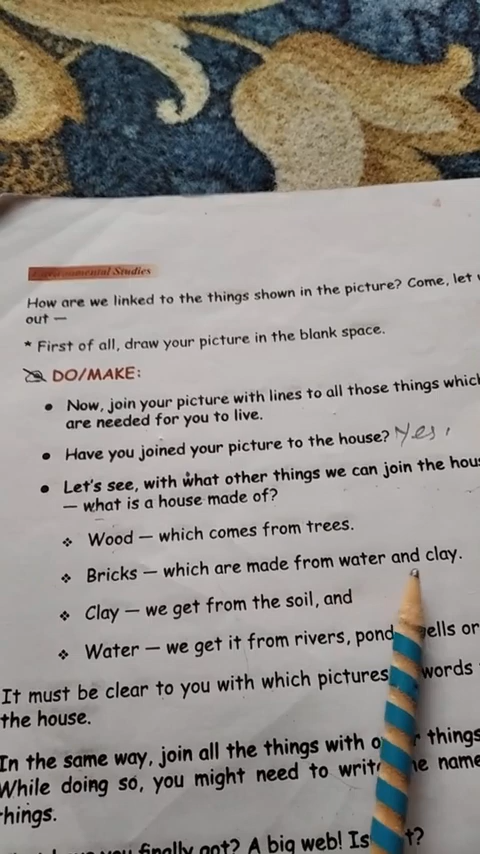 Environmental Studies
How are we linked to the things shown in the picture? Come, let
out —
* First of all, draw your picture in the blank space.
DO/MAKE:
• Now, join your picture with lines to all those things which
are needed for you to live.
• Have you joined your picture to the house? Yes,
• Let's see, with what other things we can join the
— what is a house made of?
❖ Wood — which comes from trees.
❖ Bricks — which are made from water and clay.
❖ Clay — we get from the soil, and
❖ Water — we get it from rivers, or
It must be clear to you with which pictures words
the house.
In the same way, join all the things with things
While doing so, you might need to write name
things.
you finally got? A big web!